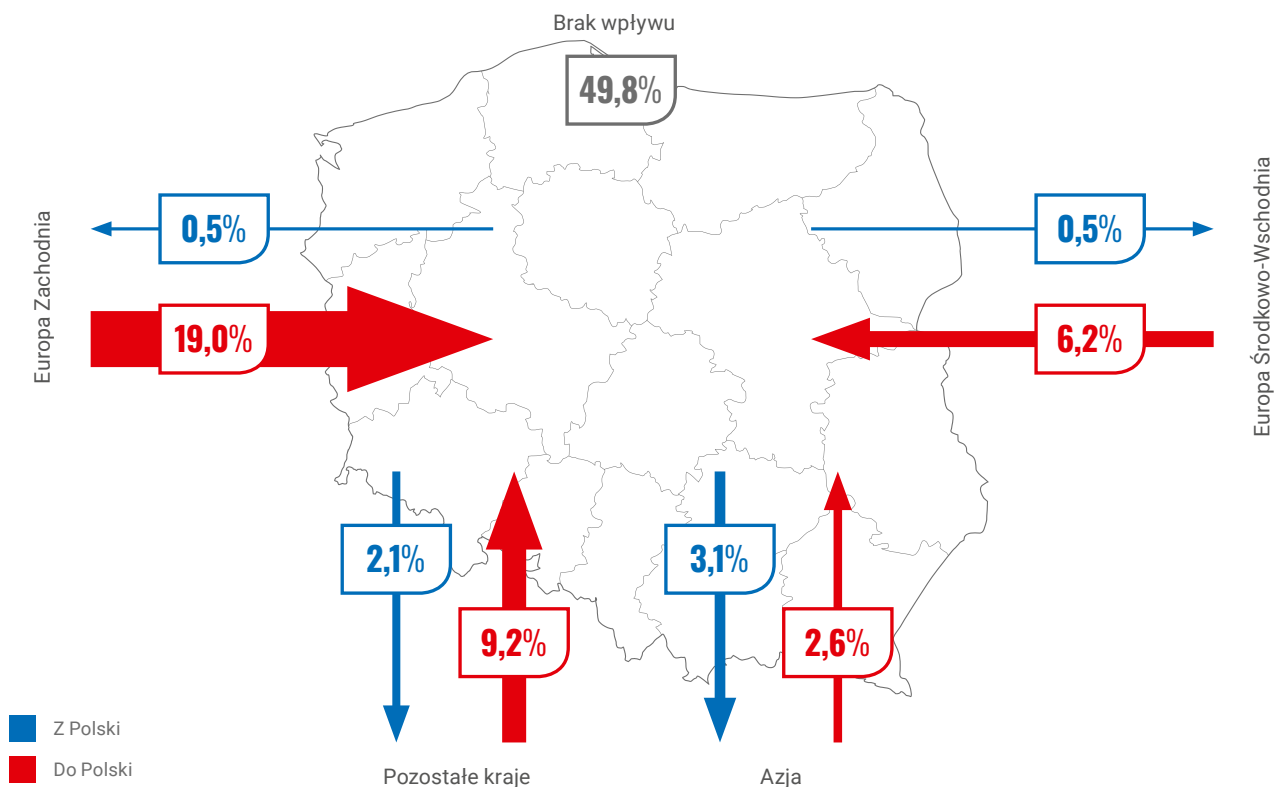 Brak wpływu
49,8%
Europa Zachodnia
0,5%
0,5%
Europa Środkowo-Wschodnia
19,0%
6,2%
2,1%
3,1%
9,2%
2,6%
Z Polski
Do Polski
Pozostałe kraje
Azja